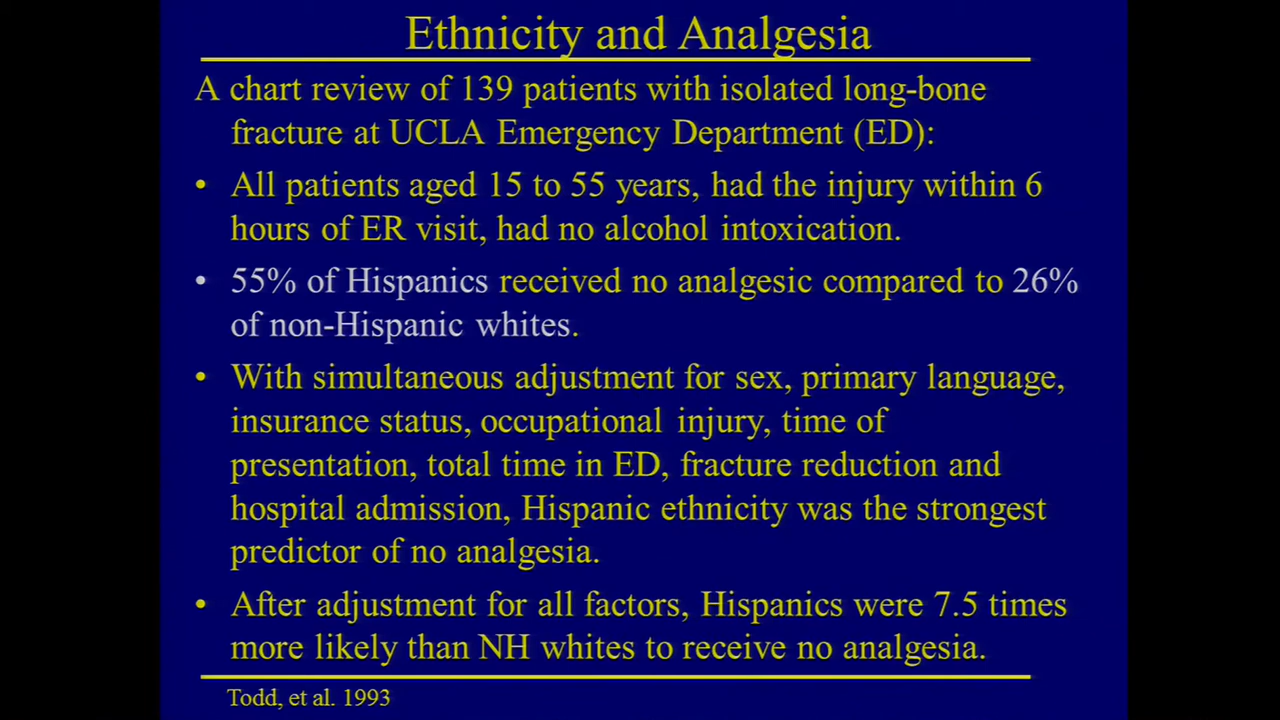 Ethnicity and Analgesia
A chart review of 139 patients with isolated long-bone
fracture at UCLA Emergency Department (ED):
• All patients aged 15 to 55 years, had the injury within 6
hours of ER visit, had no alcohol intoxication.
• 55% of Hispanics received no analgesic compared to 26%
of non-Hispanic whites.
• With simultaneous adjustment for sex, primary language,
insurance status, occupational injury, time of
presentation, total time in ED, fracture reduction and
hospital admission, Hispanic ethnicity was the strongest
predictor of no analgesia.
• After adjustment for all factors, Hispanics were 7.5 times
more likely than NH whites to receive no analgesia.
Todd, et al. 1993